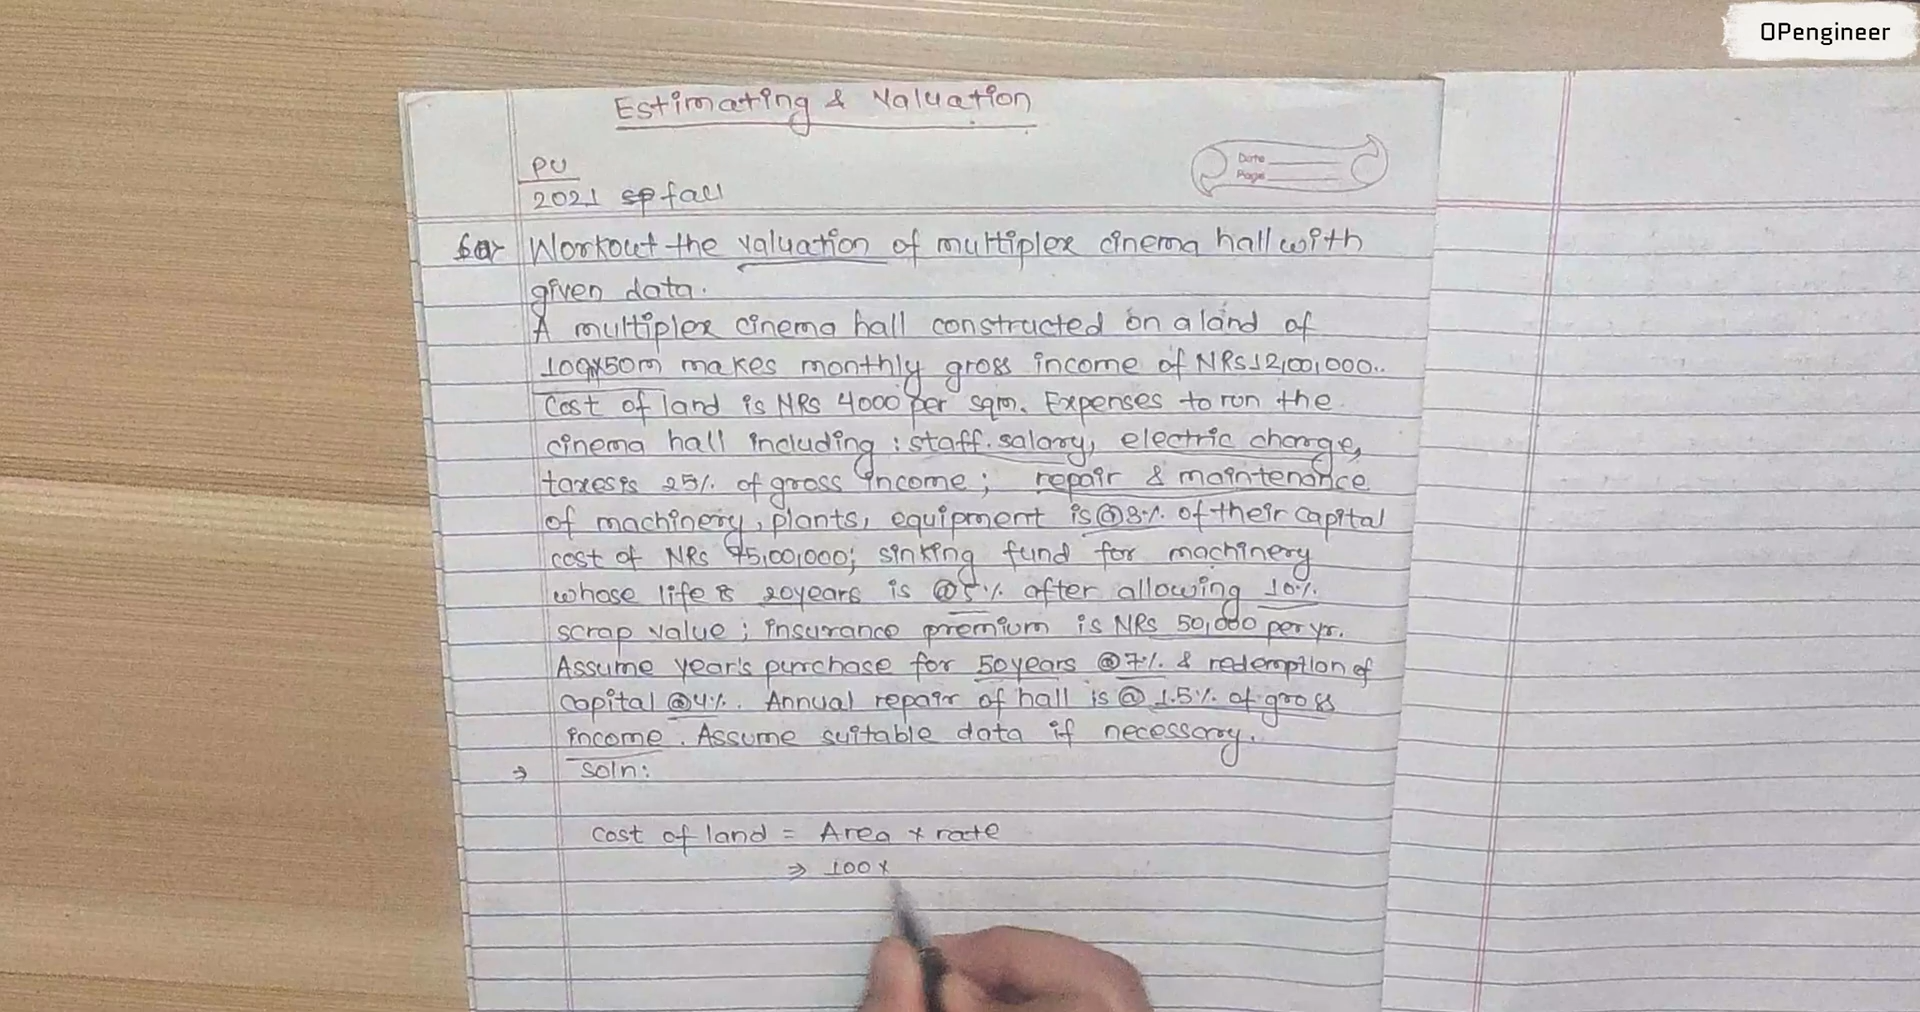 OPengineer
Estimating & Valuation
Date
Page
PU
2021 sp fall
6a> Workout the valuation of multiplex cinema hall with
given data.
A multiplex cinema hall constructed on a land of
100x50m makes monthly gross income of NRs12,00,000..
Cost of land is NRs 4000 per sqm. Expenses to run the
cinema hall including : staff salary, electric charge,
taxes is 25% of gross income; repair & maintenance
of machinery, plants, equipment is @3% of their capital
cost of NRs 75,00,000; sinking fund for machinery
whose life is 20years is @5% after allowing 10%
scrap value; insurance premium is NRs 50,000 per yr.
Assume year's purchase for 50years @7% & redemption of
capital @4%. Annual repair of hall is @ 1.5% of gross
income. Assume suitable data if necessary.
⇒ Soln:
cost of land = Area x rate
⇒ 100x